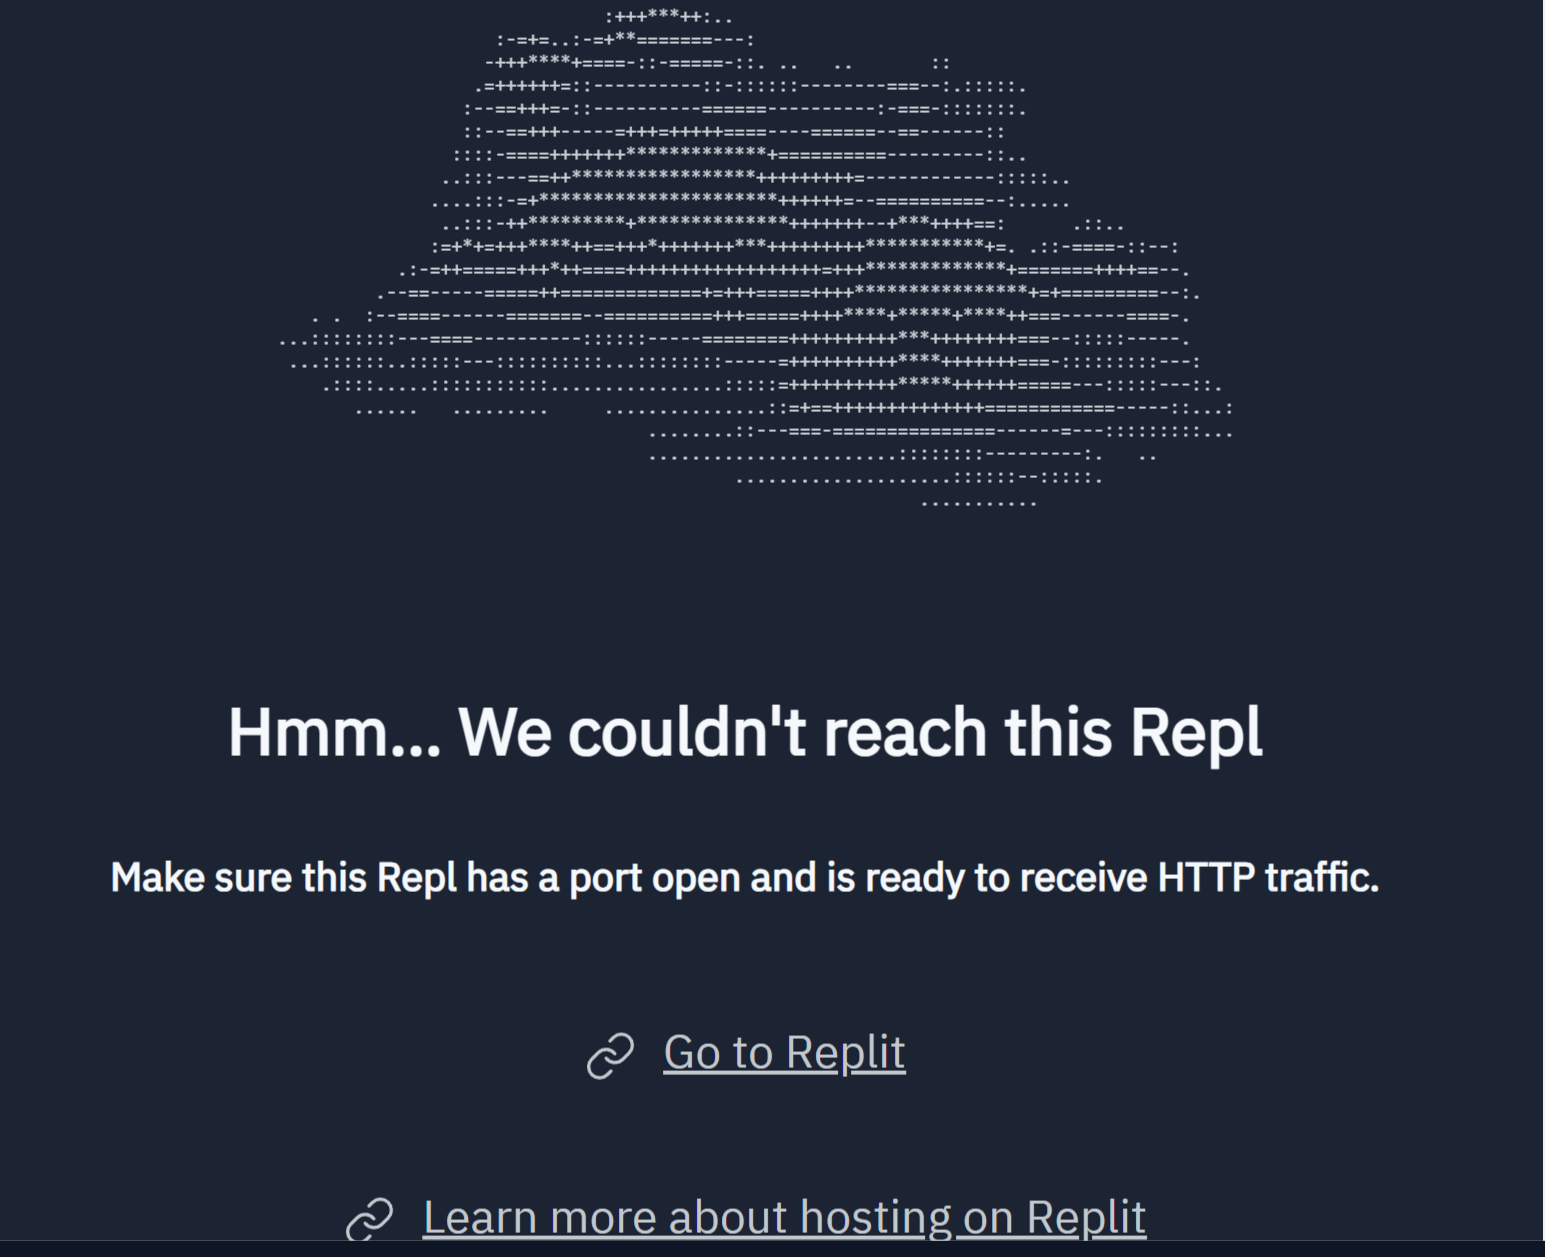 Hmm... We couldn't reach this Repl
Make sure this Repl has a port open and is ready to receive HTTP traffic.
Go to Replit
Learn more about hosting on Replit